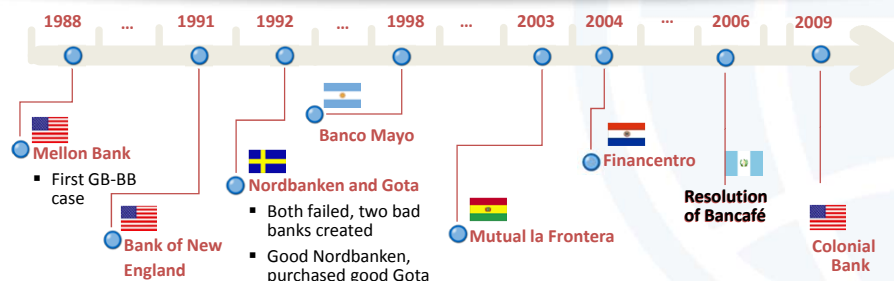 1988 ... 1991 1992 ... 1998 ... 2003 2004 ... 2006 2009
Mellon Bank
▪ First GB-BB
case
Bank of New
England
Nordbanken and Gota
▪ Both failed, two bad
banks created
▪ Good Nordbanken,
purchased good Gota
Banco Mayo
Mutual la Frontera
Financentro
Resolution
of Bancafé
Colonial
Bank